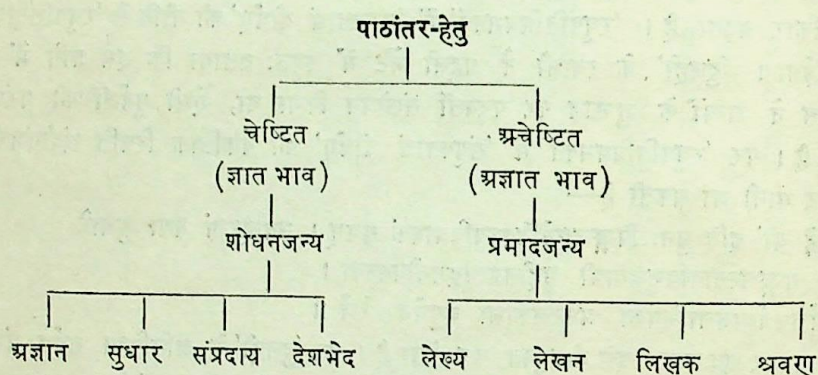 पाठांतर-हेतु
चेष्टित अचेष्टित
(ज्ञात भाव) (अज्ञात भाव)
शोधनजन्य प्रमादजन्य
अज्ञान सुधार संप्रदाय देशभेद लेख्य लेखन लिखक श्रवण